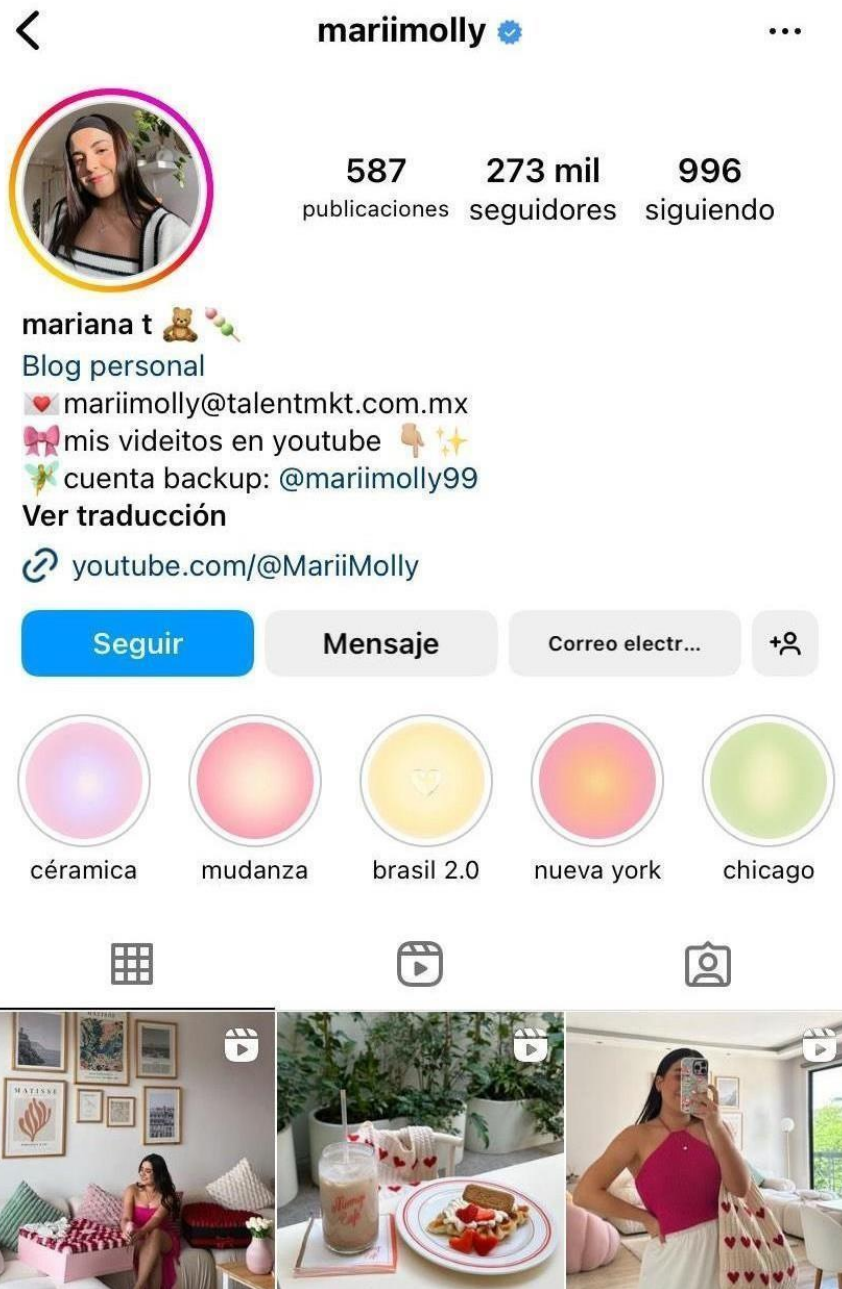 mariimolly
587 273 mil 996
publicaciones seguidores siguiendo
mariana t 🧸🍡
Blog personal
💌mariimolly@talentmkt.com.mx
🎀mis videitos en youtube 👇🏼✨
🧚cuenta backup: @mariimolly99
Ver traducción
youtube.com/@MariiMolly
Seguir Mensaje Correo electr...
céramica mudanza brasil 2.0 nueva york chicago
MATISSE